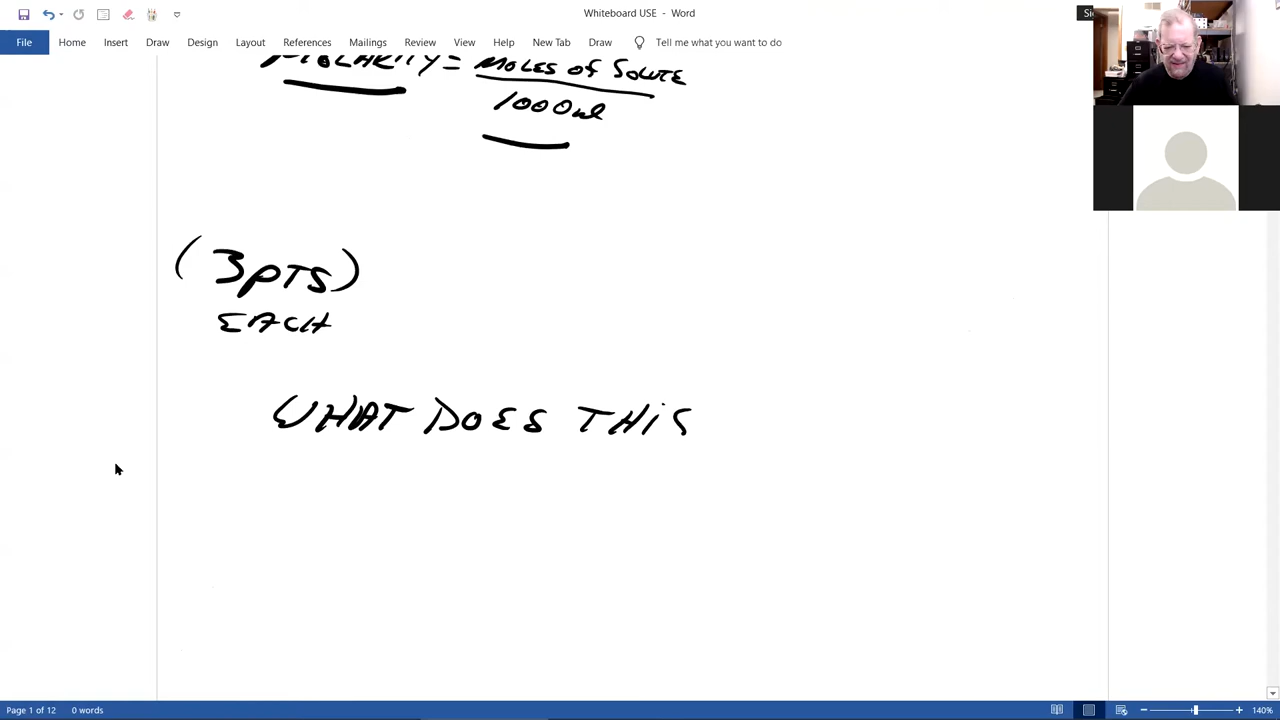 Whiteboard USE - Word
File Home Insert Draw Design Layout References Mailings Review View Help New Tab Draw Tell me what you want to do
MOLARITY = MOLES OF SOLUTE
1000ml
(3PTS)
EACH
WHAT DOES THIS
Page 1 of 12 0 words 140%